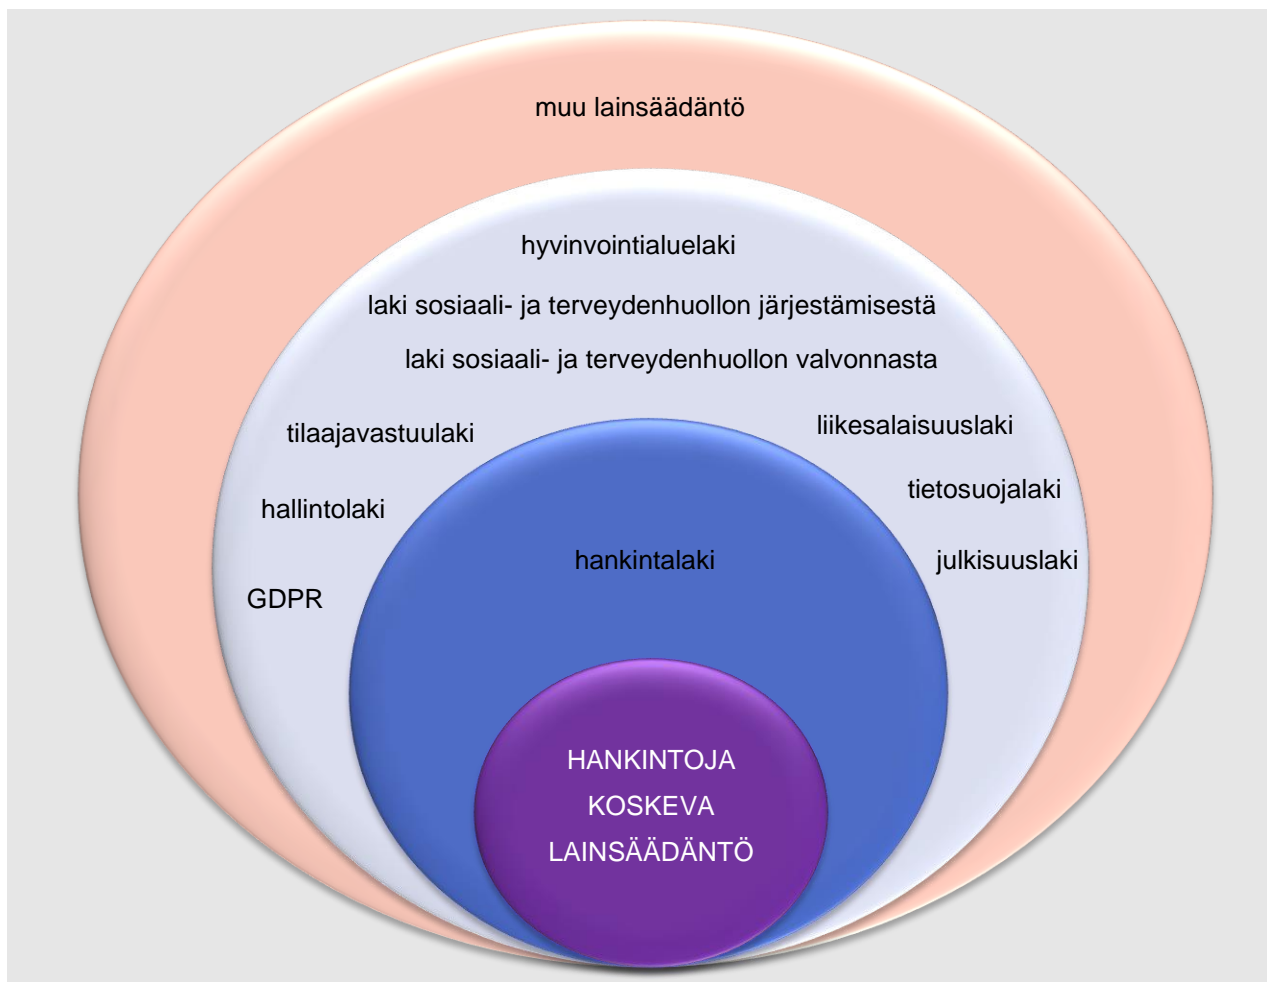 muu lainsäädäntö
hyvinvointialuelaki
laki sosiaali- ja terveydenhuollon järjestämisestä
laki sosiaali- ja terveydenhuollon valvonnasta
tilaajavastuulaki
liikesalaisuuslaki
hallintolaki
tietosuojalaki
GDPR
hankintalaki
julkisuuslaki
HANKINTOJA
KOSKEVA
LAINSÄÄDÄNTÖ